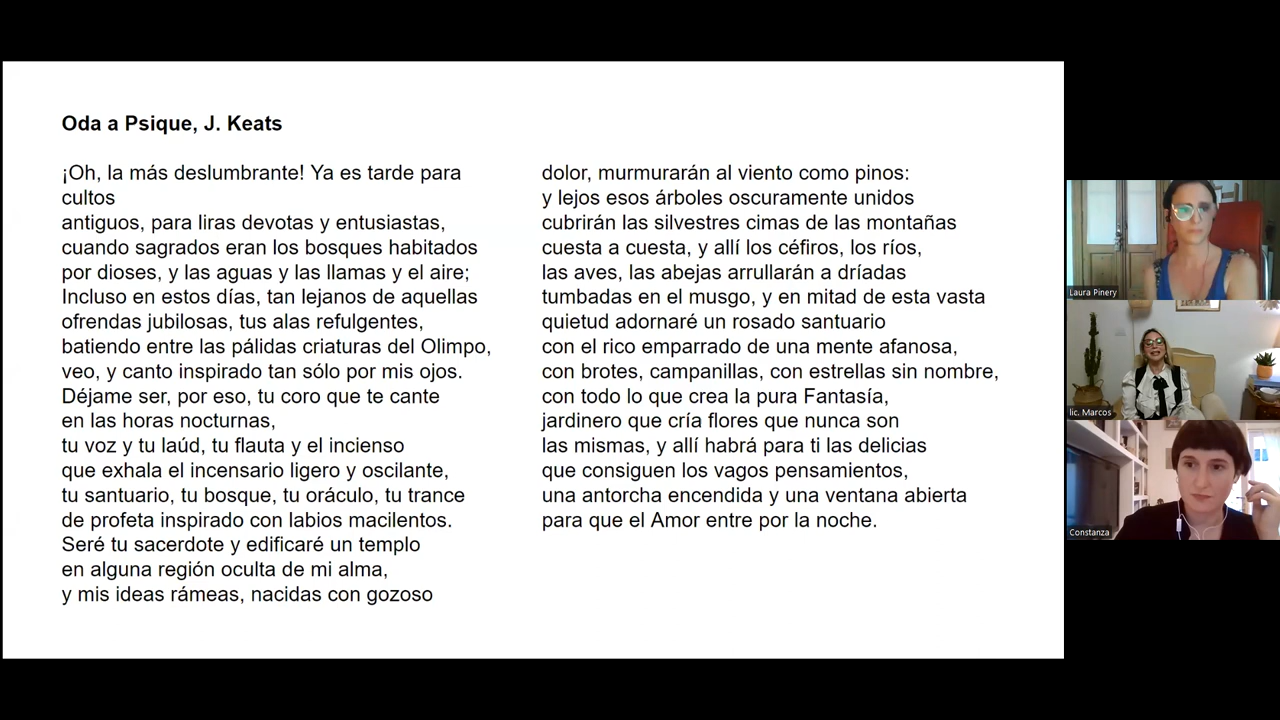 Oda a Psique, J. Keats
¡Oh, la más deslumbrante! Ya es tarde para
cultos
antiguos, para liras devotas y entusiastas,
cuando sagrados eran los bosques habitados
por dioses, y las aguas y las llamas y el aire;
Incluso en estos días, tan lejanos de aquellas
ofrendas jubilosas, tus alas refulgentes,
batiendo entre las pálidas criaturas del Olimpo,
veo, y canto inspirado tan sólo por mis ojos.
Déjame ser, por eso, tu coro que te cante
en las horas nocturnas,
tu voz y tu laúd, tu flauta y el incienso
que exhala el incensario ligero y oscilante,
tu santuario, tu bosque, tu oráculo, tu trance
de profeta inspirado con labios macilentos.
Seré tu sacerdote y edificaré un templo
en alguna región oculta de mi alma,
y mis ideas rámeas, nacidas con gozoso
dolor, murmurarán al viento como pinos:
y lejos esos árboles oscuramente unidos
cubrirán las silvestres cimas de las montañas
cuesta a cuesta, y allí los céfiros, los ríos,
las aves, las abejas arrullarán a dríadas
tumbadas en el musgo, y en mitad de esta vasta
quietud adornaré un rosado santuario
con el rico emparrado de una mente afanosa,
con brotes, campanillas, con estrellas sin nombre,
con todo lo que crea la pura Fantasía,
jardinero que cría flores que nunca son
las mismas, y allí habrá para ti las delicias
que consiguen los vagos pensamientos,
una antorcha encendida y una ventana abierta
para que el Amor entre por la noche.
Laura Pinery
lic. Marcos
Constanza